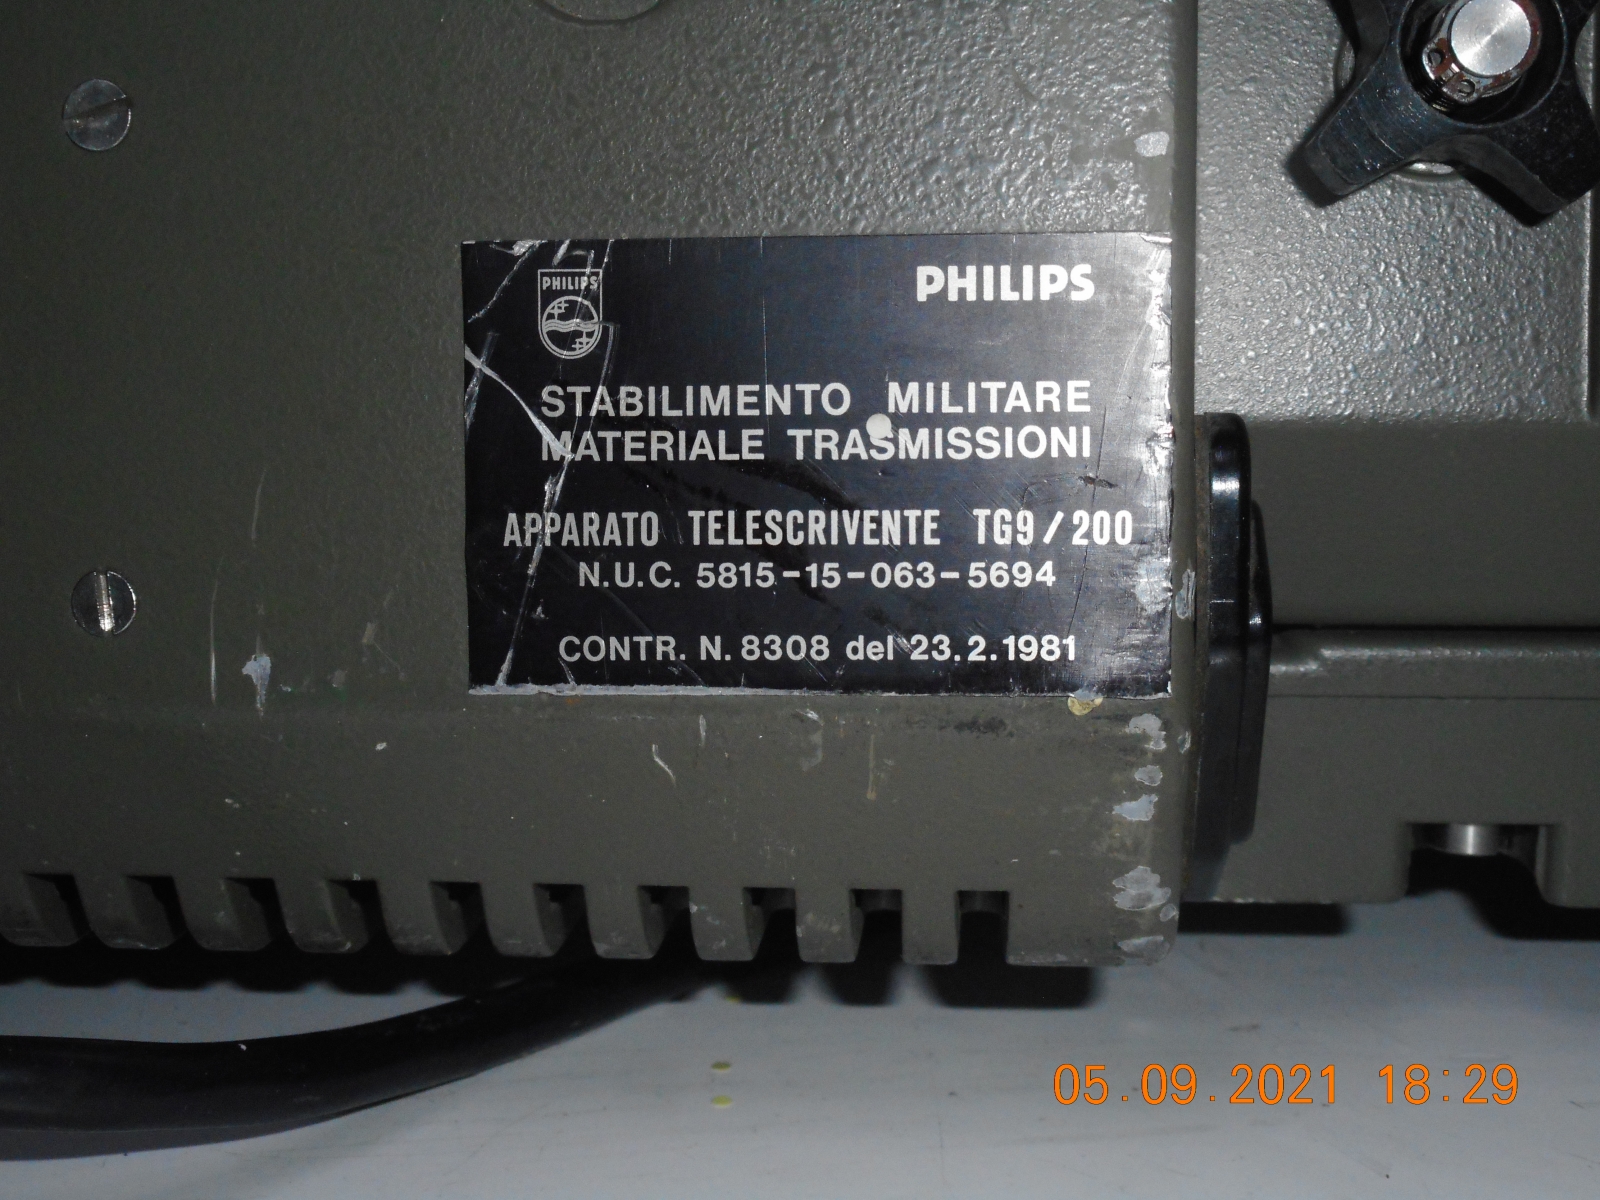 PHILIPS
PHILIPS
STABILIMENTO MILITARE
MATERIALE TRASMISSIONI
APPARATO TELESCRIVENTE TG9/200
N.U.C. 5815-15-063-5694
CONTR. N. 8308 del 23.2.1981
05.09.2021 18:29